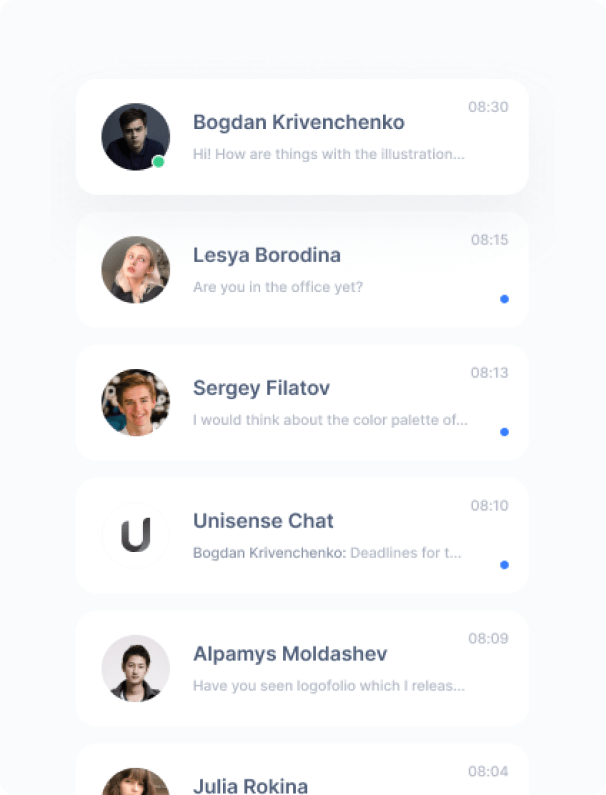 08:30
Bogdan Krivenchenko
Hi! How are things with the illustration...
08:15
Lesya Borodina
Are you in the office yet?
08:13
Sergey Filatov
I would think about the color palette of...
08:10
Unisense Chat
Bogdan Krivenchenko: Deadlines for t...
08:09
Alpamys Moldashev
Have you seen logofolio which I releas...
08:04
Julia Rokina